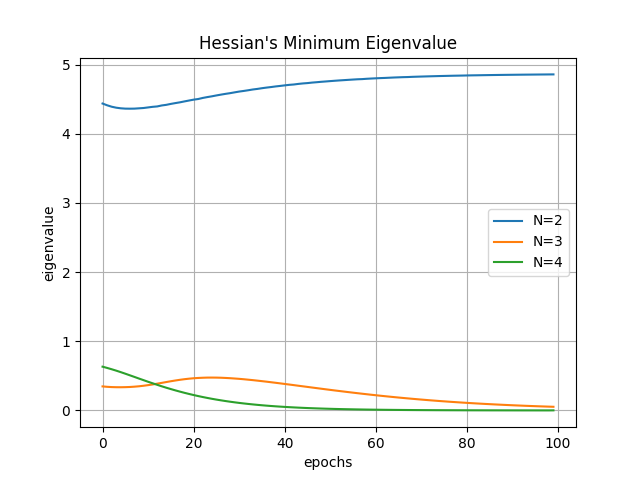 Hessian's Minimum Eigenvalue
5
4
3
2
1
0
eigenvalue
N=2
N=3
N=4
0 20 40 60 80 100
epochs